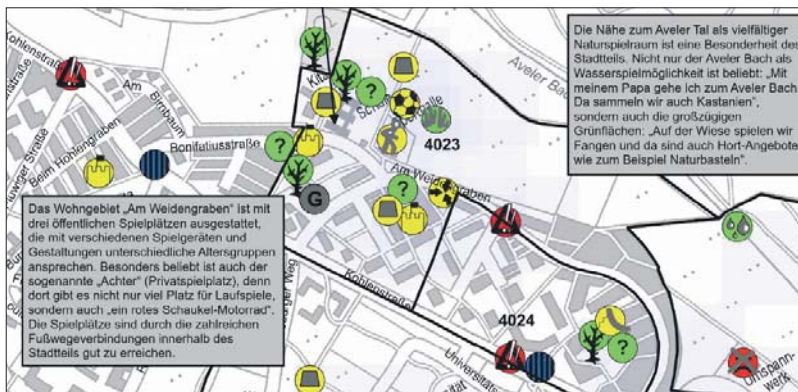 Die Nähe zum Aveler Tal als vielfältiger
Naturspielraum ist eine Besonderheit des
Stadtteils. Nicht nur der Aveler Bach als
Wasserspielmöglichkeit ist beliebt: „Mit
meinem Papa gehe ich zum Aveler Bach.
Da sammeln wir auch Kastanien",
sondern auch die großzügigen
Grünflächen: „Auf der Wiese spielen wir
Fangen und da sind auch Hort-Angebote,
wie zum Beispiel Naturbasteln".
Kohlenstraße
Am
Birnbaum
Kita
?
Aveler Bach
4023
Bonifatiusstraße
Beim Hohlengraben
?
Am Weidengraben
?
G
Das Wohngebiet „Am Weidengraben" ist mit
drei öffentlichen Spielplätzen ausgestattet,
die mit verschiedenen Spielgeräten und
Gestaltungen unterschiedliche Altersgruppen
ansprechen. Besonders beliebt ist auch der
sogenannte „Achter" (Privatspielplatz), denn
dort gibt es nicht nur viel Platz für Laufspiele,
sondern auch „ein rotes Schaukel-Motorrad".
Die Spielplätze sind durch die zahlreichen
Fußwegeverbindungen innerhalb des
Stadtteils gut zu erreichen.
Kohlenstraße
4024
?
Umspann-
werk